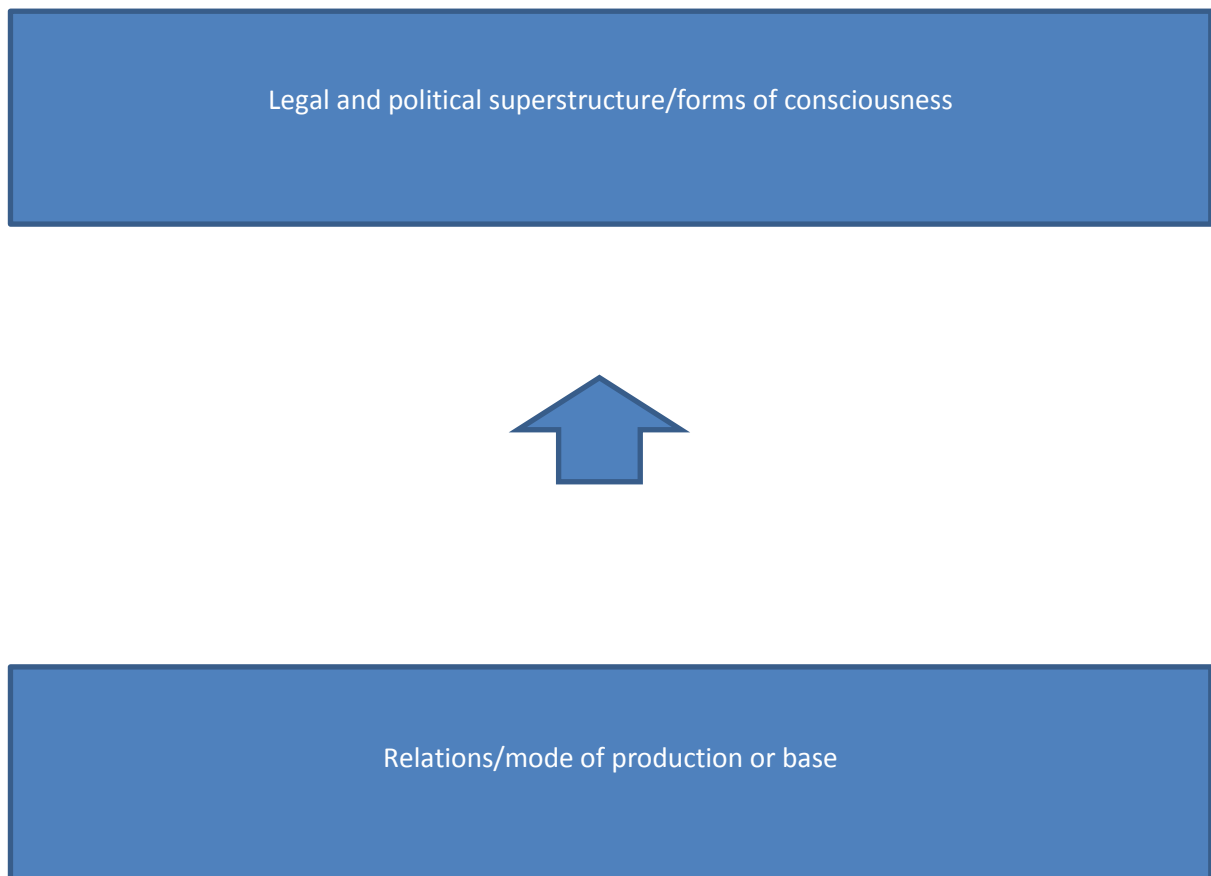 Legal and political superstructure/forms of consciousness
Relations/mode of production or base